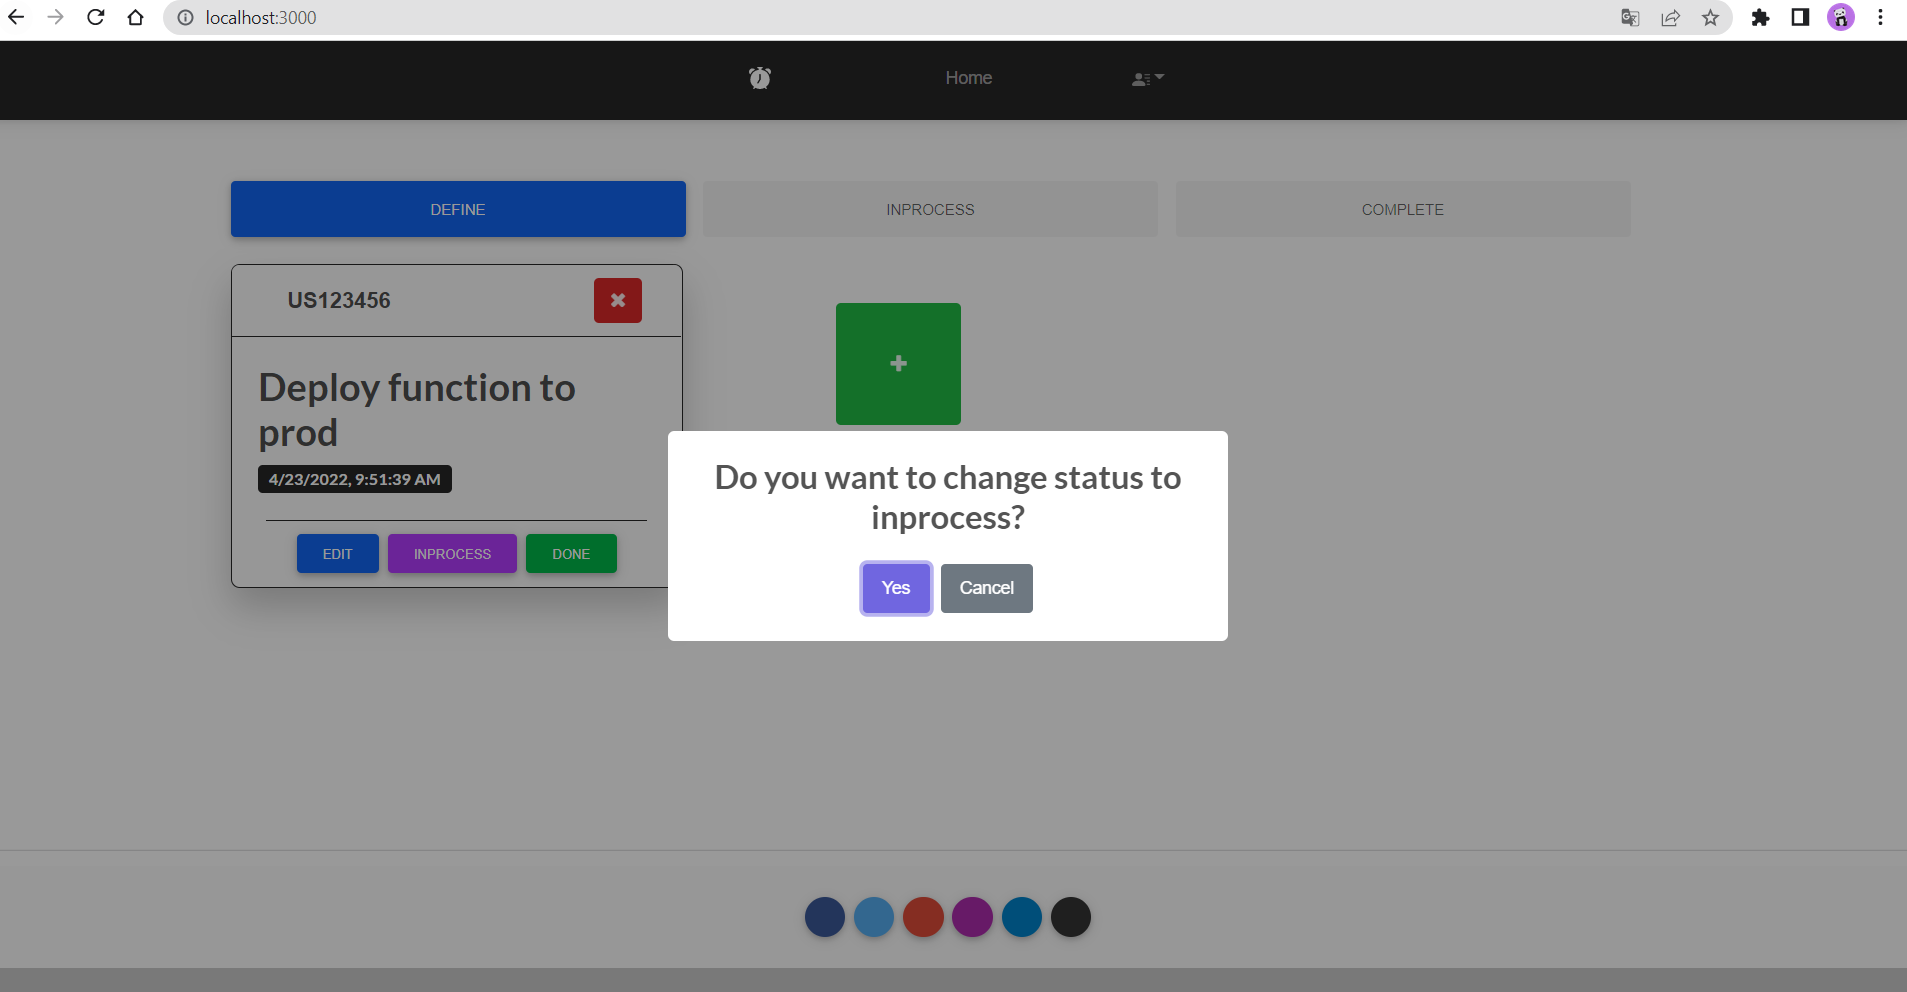 localhost:3000
Home
DEFINE
INPROCESS
COMPLETE
US123456
Deploy function to
prod
4/23/2022, 9:51:39 AM
EDIT
INPROCESS
DONE
Do you want to change status to
inprocess?
Yes
Cancel